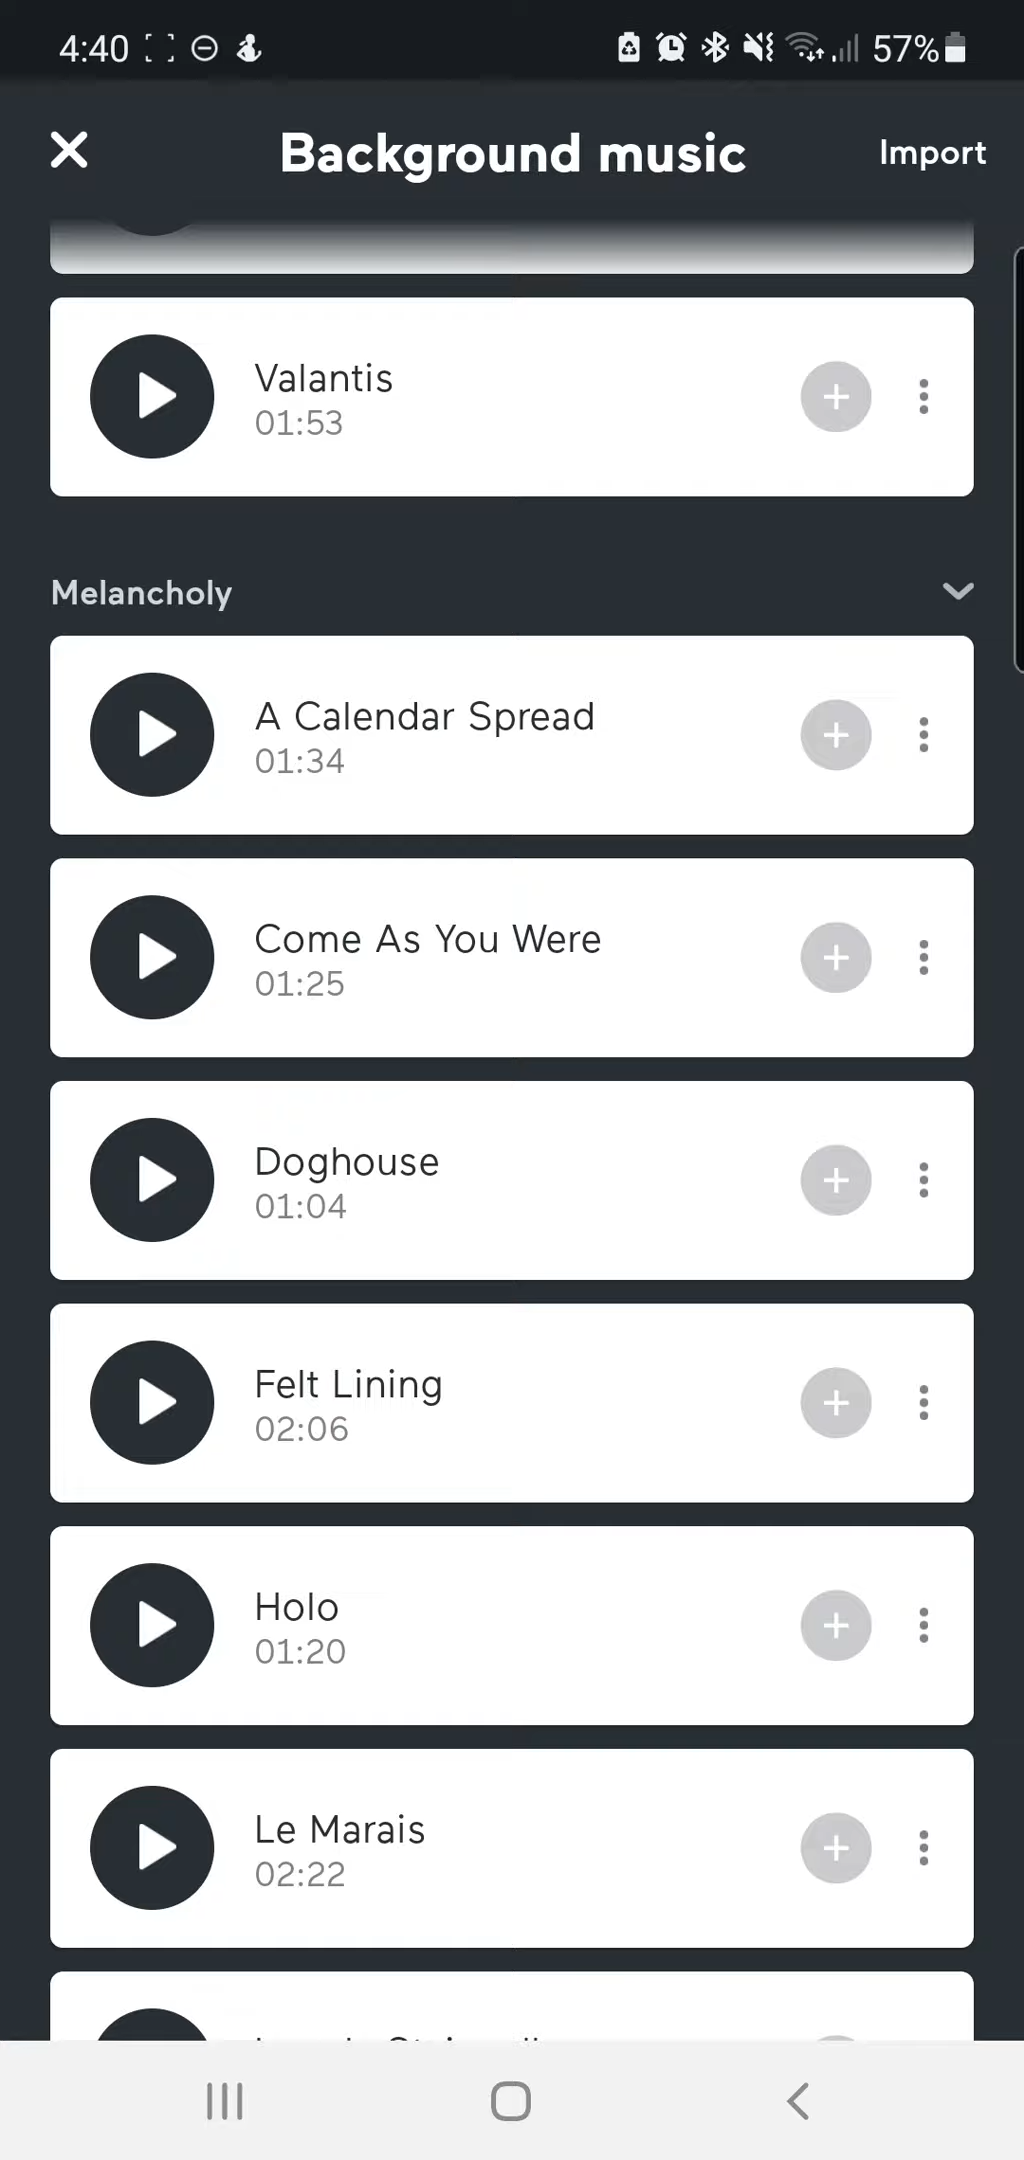 4:40 57%
Background music Import
Valantis
01:53
Melancholy
A Calendar Spread
01:34
Come As You Were
01:25
Doghouse
01:04
Felt Lining
02:06
Holo
01:20
Le Marais
02:22